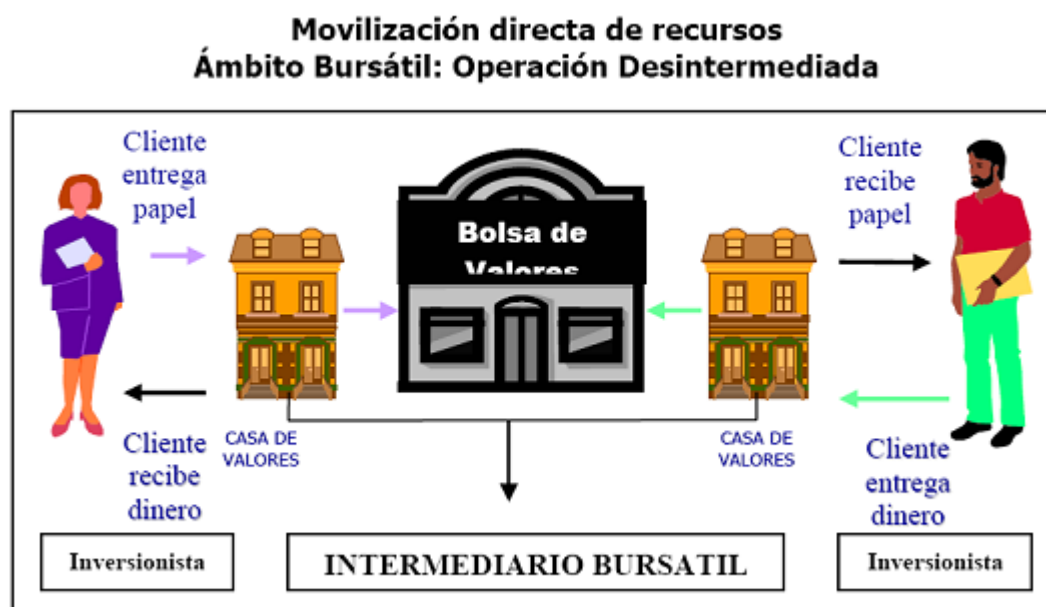 Movilización directa de recursos
Ámbito Bursátil: Operación Desintermediada
Cliente
entrega
papel
Bolsa de
Valores
Cliente
recibe
papel
Cliente
recibe
dinero
CASA DE
VALORES
CASA DE
VALORES
Cliente
entrega
dinero
Inversionista
INTERMEDIARIO BURSATIL
Inversionista